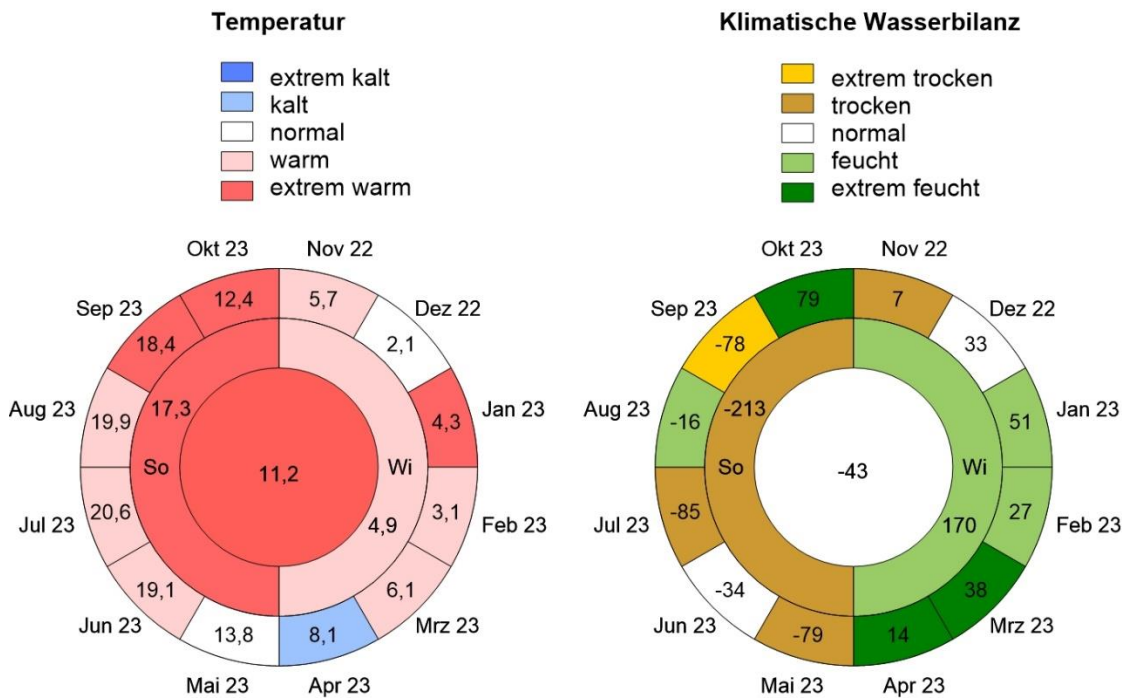 Temperatur
extrem kalt
kalt
normal
warm
extrem warm
Okt 23
Nov 22
Sep 23
12,4
5,7
Dez 22
18,4
2,1
Aug 23
19,9
17,3
4,3
Jan 23
So
11,2
Wi
Jul 23
20,6
4,9
3,1
Feb 23
19,1
6,1
Jun 23
13,8
8,1
Mrz 23
Mai 23
Apr 23
Klimatische Wasserbilanz
extrem trocken
trocken
normal
feucht
extrem feucht
Okt 23
Nov 22
Sep 23
79
7
Dez 22
-78
33
Aug 23
-16
-213
51
Jan 23
So
-43
Wi
Jul 23
-85
170
27
Feb 23
-34
38
Jun 23
-79
14
Mrz 23
Mai 23
Apr 23